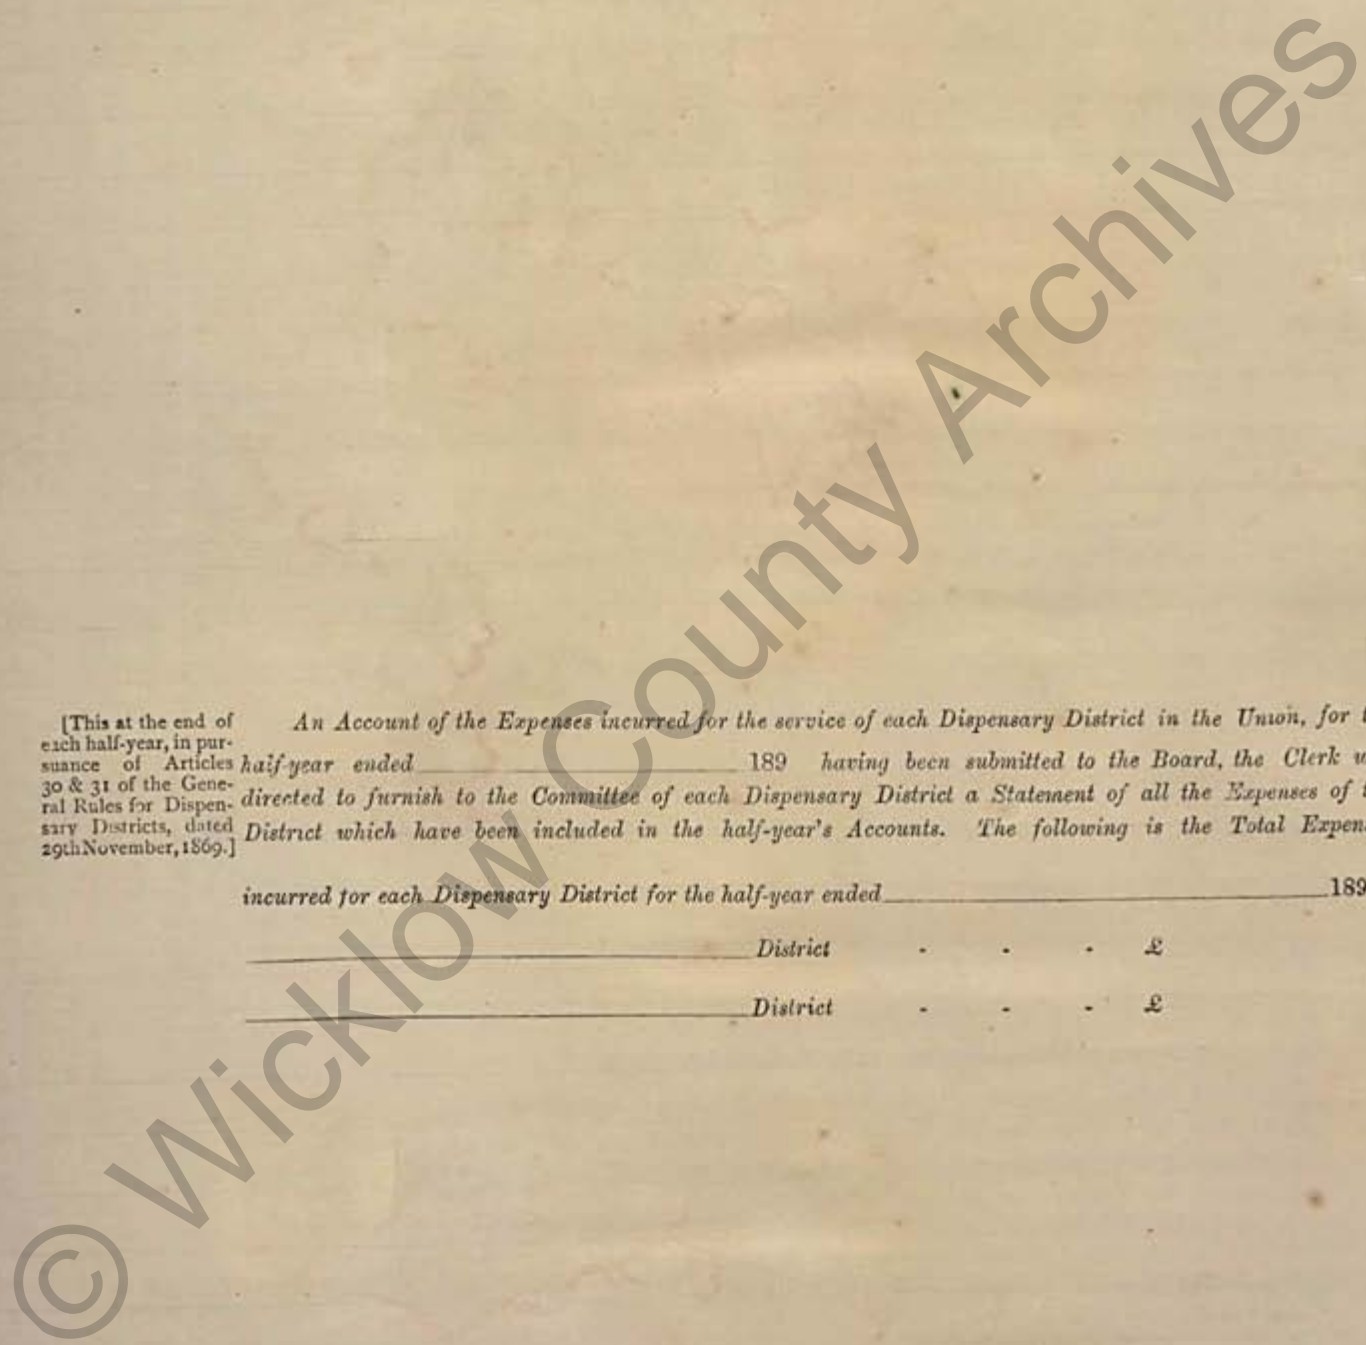 [This at the end of
each half-year, in pur-
suance of Articles
30 & 31 of the Gene-
ral Rules for Dispen-
sary Districts, dated
29th November, 1869.]
An Account of the Expenses incurred for the service of each Dispensary District in the Union, for
half-year ended 189 having been submitted to the Board, the Clerk
directed to furnish to the Committee of each Dispensary District a Statement of all the Expenses of
District which have been included in the half-year's Accounts. The following is the Total
incurred for each Dispensary District for the half-year ended 189
District - - - £
District - - - £
© Wicklow County Archives